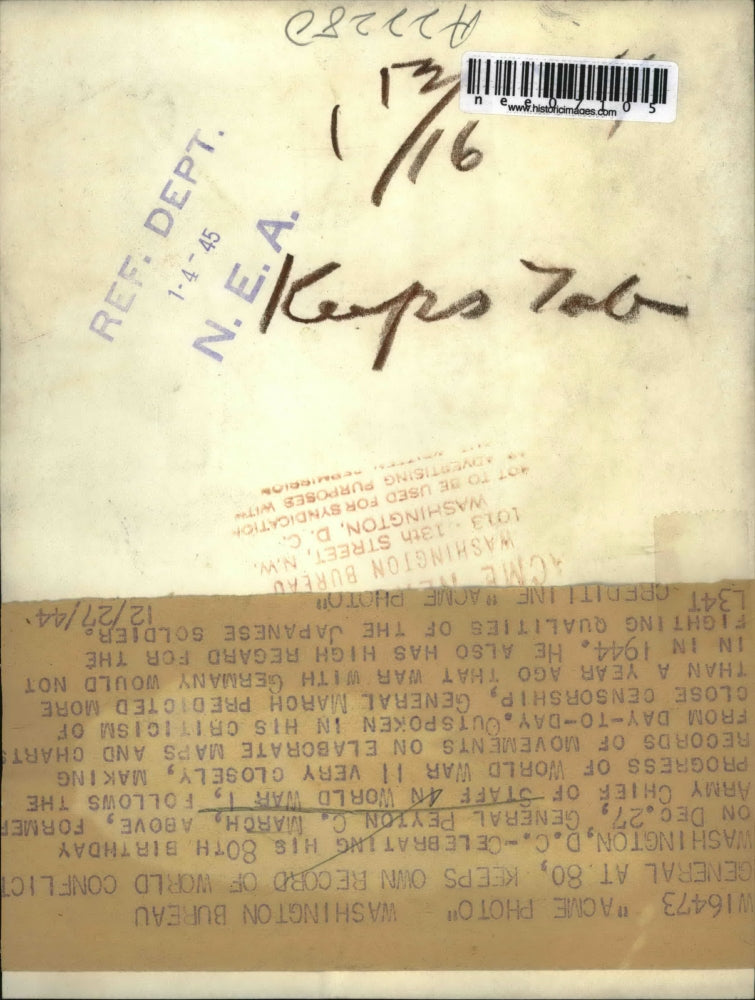 A22282
1 13/16
nee07105
www.historicimages.com
REF. DEPT.
1-4-45
N. E. A.
Keeps Tab
ACME
WASHINGTON BUREAU
1013 - 13th STREET, N.W.
WASHINGTON, D. C.
NOT TO BE USED FOR SYNDICATION
ADVERTISING PURPOSES WITH
PERMISSION
W16473 "ACME PHOTO" WASHINGTON BUREAU
GENERAL AT 80, KEEPS OWN RECORD OF WORLD CONFLICT
WASHINGTON,D.C.-CELEBRATING HIS 80TH BIRTHDAY
ON DEC.27, GENERAL PEYTON C. MARCH, ABOVE, FORMER
ARMY CHIEF OF STAFF IN WORLD WAR I, FOLLOWS THE
PROGRESS OF WORLD WAR II VERY CLOSELY, MAKING
RECORDS OF MOVEMENTS ON ELABORATE MAPS AND CHARTS
FROM DAY-TO-DAY. OUTSPOKEN IN HIS CRITICISM OF
CLOSE CENSORSHIP, GENERAL MARCH PREDICTED MORE
THAN A YEAR AGO THAT WAR WITH GERMANY WOULD NOT
IN IN 1944. HE ALSO HAS HIGH REGARD FOR THE
FIGHTING QUALITIES OF THE JAPANESE SOLDIER.
L34T CREDITLINE "ACME PHOTO" 12/27/44.